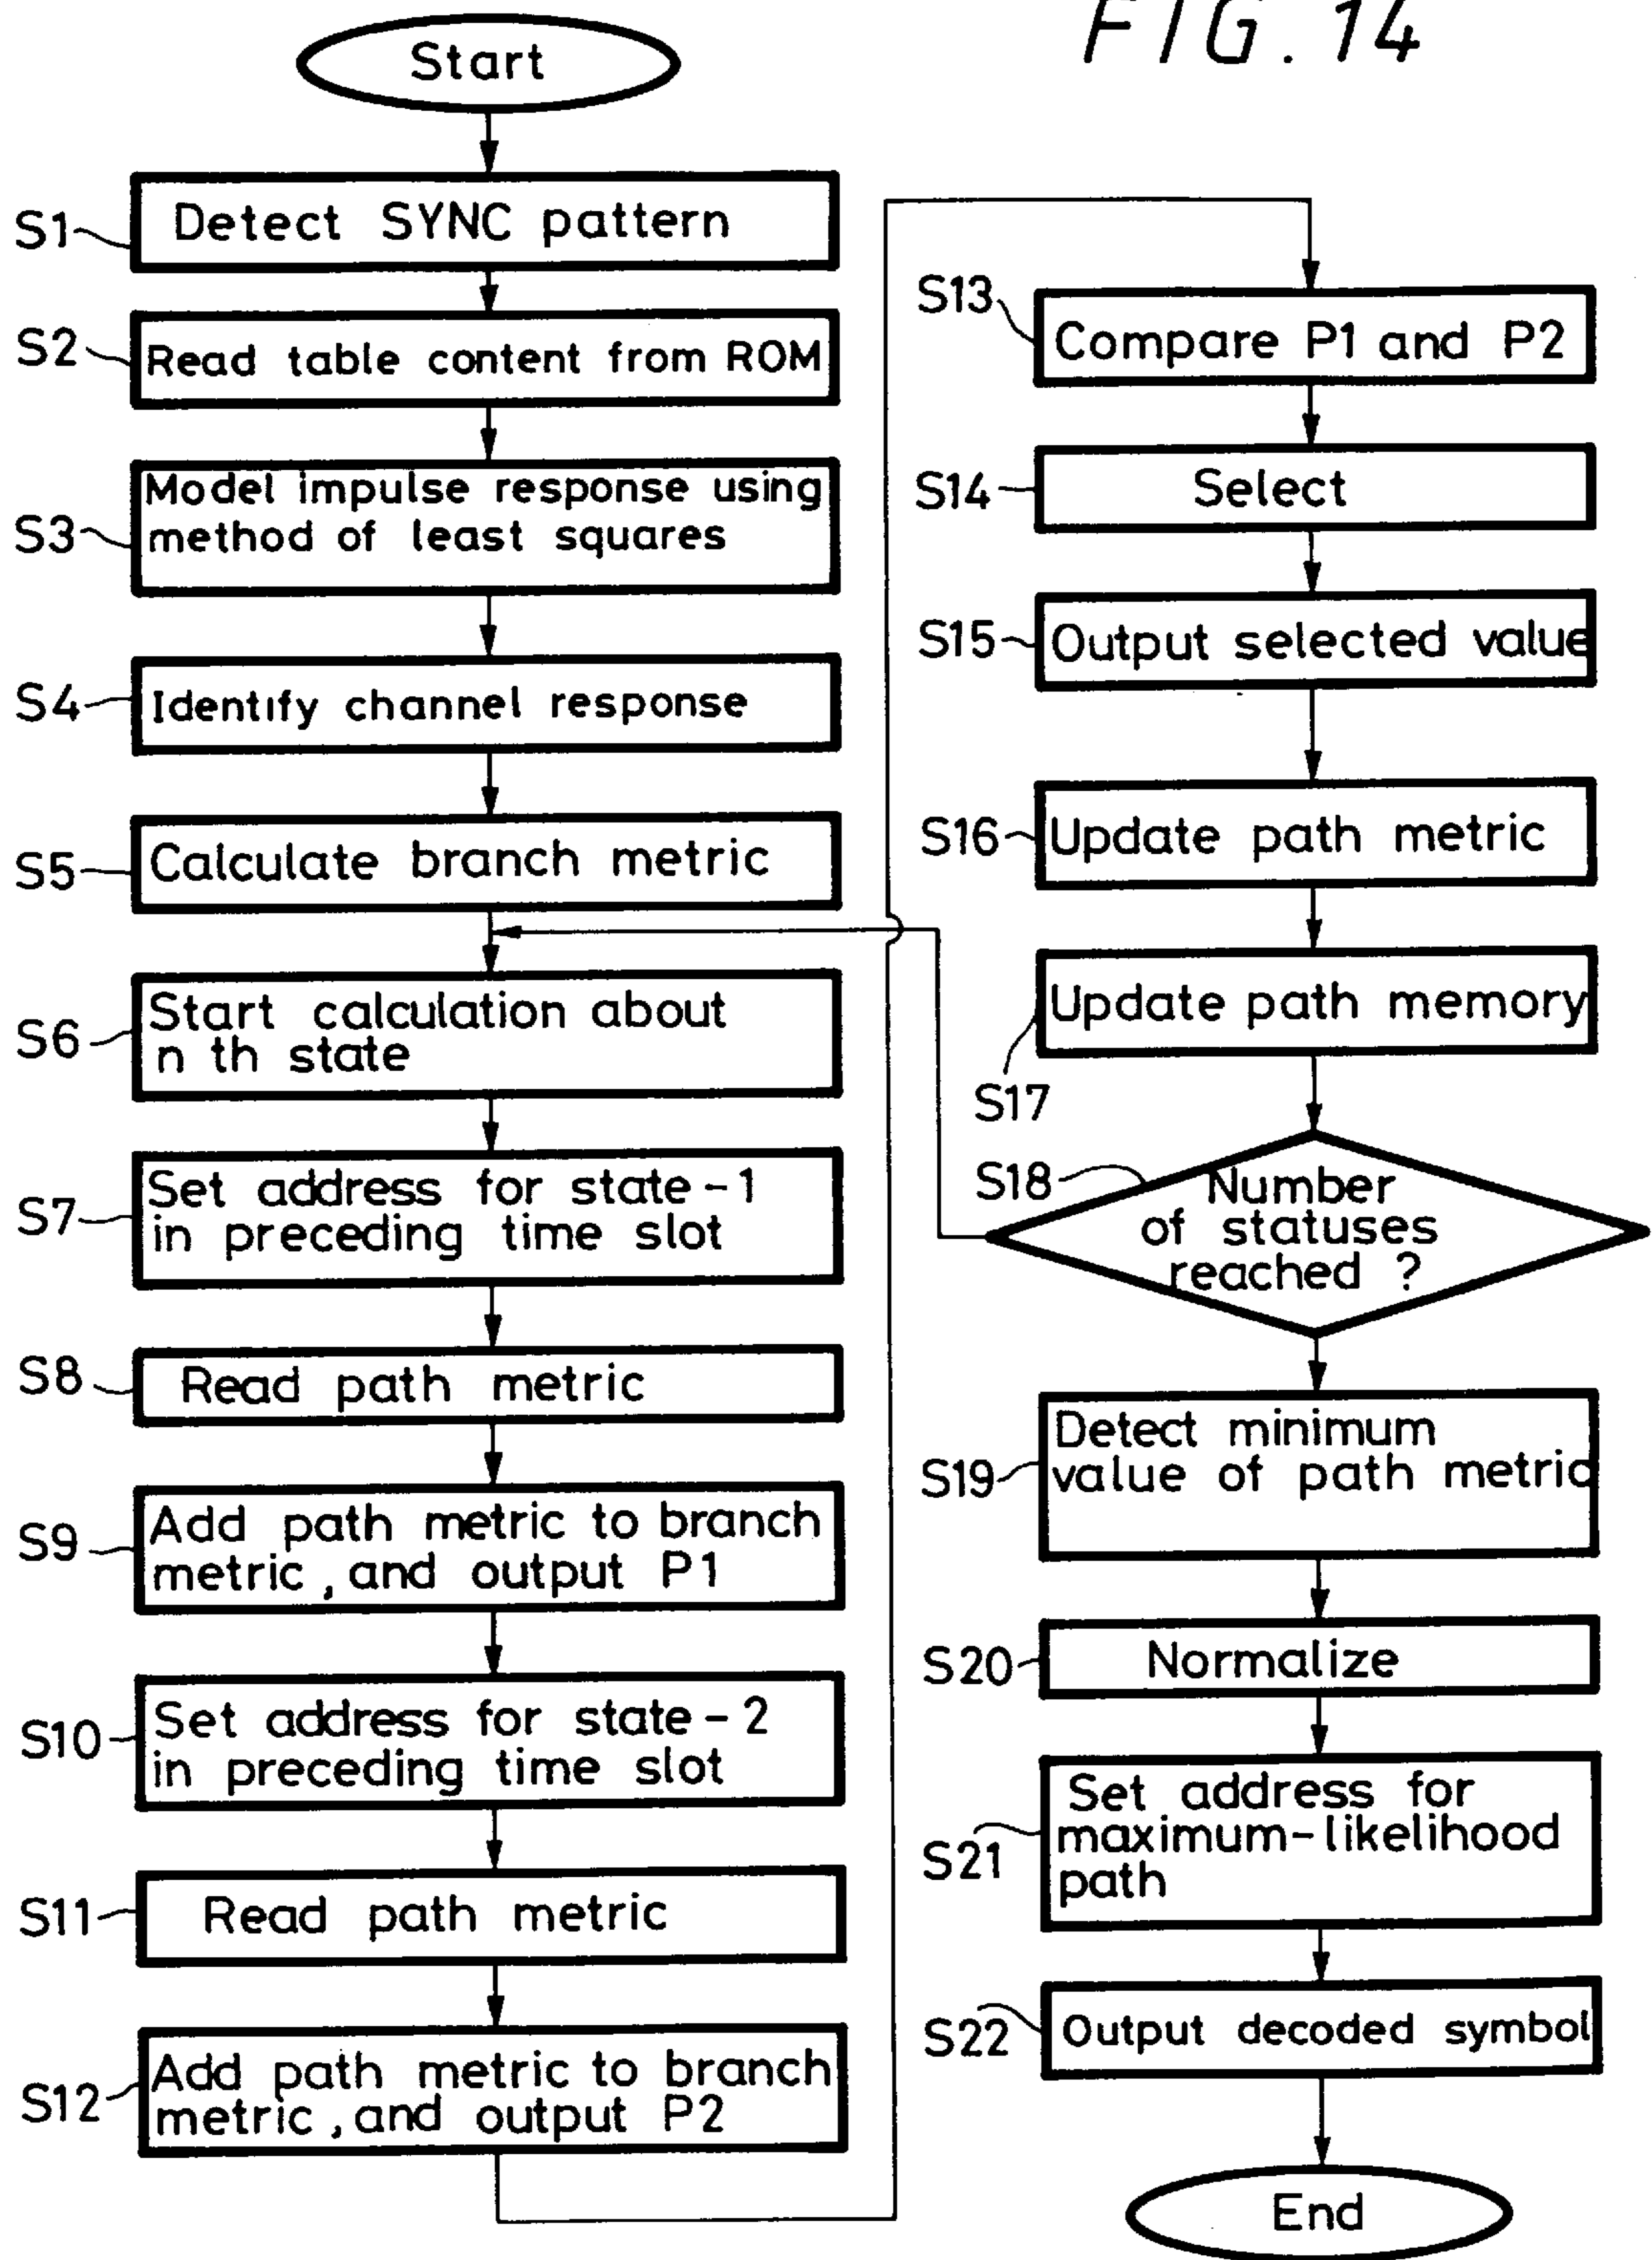 FIG. 14
Start
S1
Detect SYNC pattern
S2
Read table content from ROM
S3
Model impulse response using
method of least squares
S4
Identify channel response
S5
Calculate branch metric
S6
Start calculation about
n th state
S7
Set address for state-1
in preceding time slot
S8
Read path metric
S9
Add path metric to branch
metric, and output P1
S10
Set address for state-2
in preceding time slot
S11
Read path metric
S12
Add path metric to branch
metric, and output P2
S13
Compare P1 and P2
S14
Select
S15
Output selected value
S16
Update path metric
S17
Update path memory
S18
Number
of statuses
reached ?
S19
Detect minimum
value of path metric
S20
Normalize
S21
Set address for
maximum-likelihood
path
S22
Output decoded symbol
End